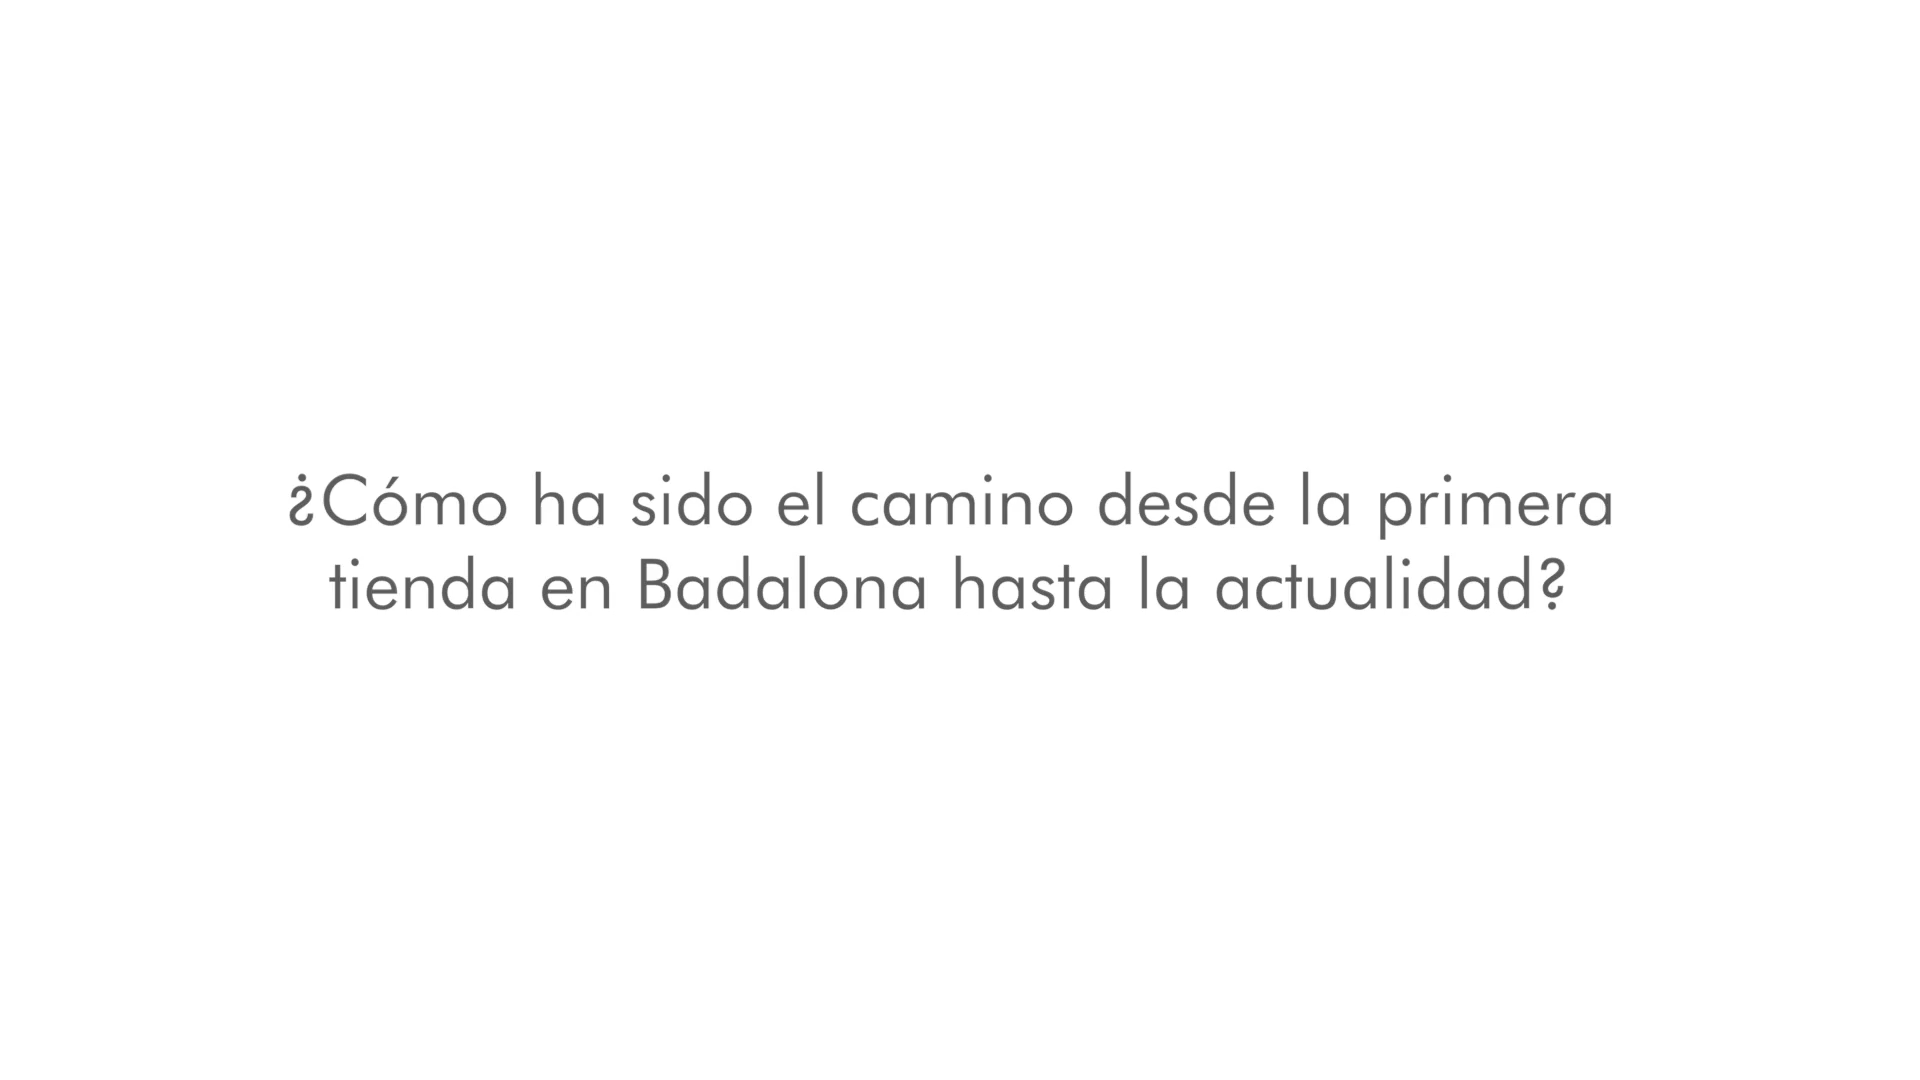 ¿Cómo ha sido el camino desde la primera
tienda en Badalona hasta la actualidad?